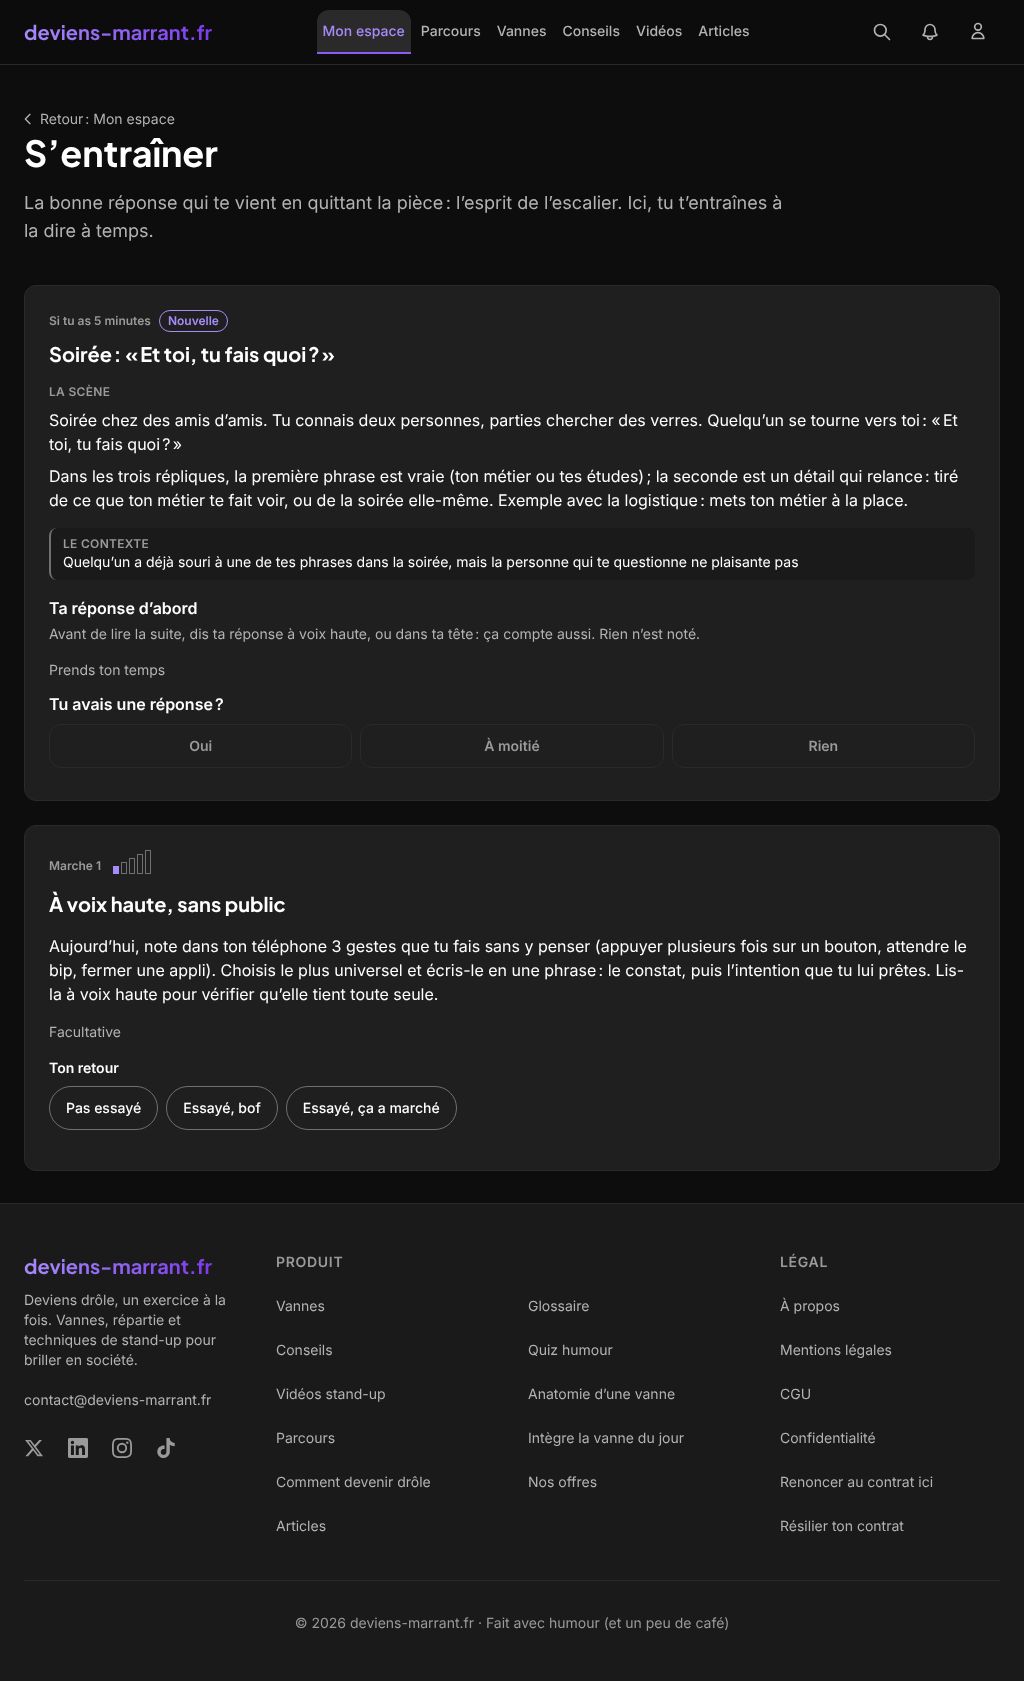 deviens-marrant.fr
Mon espace
Parcours
Vannes
Conseils
Vidéos
Articles
Retour : Mon espace
S’entraîner
La bonne réponse qui te vient en quittant la pièce : l’esprit de l’escalier. Ici, tu t’entraînes à
la dire à temps.
Si tu as 5 minutes
Nouvelle
Soirée : « Et toi, tu fais quoi ? »
LA SCÈNE
Soirée chez des amis d’amis. Tu connais deux personnes, parties chercher des verres. Quelqu’un se tourne vers toi : « Et
toi, tu fais quoi ? »
Dans les trois répliques, la première phrase est vraie (ton métier ou tes études) ; la seconde est un détail qui relance : tiré
de ce que ton métier te fait voir, ou de la soirée elle-même. Exemple avec la logistique : mets ton métier à la place.
LE CONTEXTE
Quelqu’un a déjà souri à une de tes phrases dans la soirée, mais la personne qui te questionne ne plaisante pas
Ta réponse d’abord
Avant de lire la suite, dis ta réponse à voix haute, ou dans ta tête : ça compte aussi. Rien n’est noté.
Prends ton temps
Tu avais une réponse ?
Oui
À moitié
Rien
Marche 1
À voix haute, sans public
Aujourd’hui, note dans ton téléphone 3 gestes que tu fais sans y penser (appuyer plusieurs fois sur un bouton, attendre le
bip, fermer une appli). Choisis le plus universel et écris-le en une phrase : le constat, puis l’intention que tu lui prêtes. Lis-
la à voix haute pour vérifier qu’elle tient toute seule.
Facultative
Ton retour
Pas essayé
Essayé, bof
Essayé, ça a marché
deviens-marrant.fr
Deviens drôle, un exercice à la
fois. Vannes, répartie et
techniques de stand-up pour
briller en société.
contact@deviens-marrant.fr
PRODUIT
Vannes
Conseils
Vidéos stand-up
Parcours
Comment devenir drôle
Articles
Glossaire
Quiz humour
Anatomie d’une vanne
Intègre la vanne du jour
Nos offres
LÉGAL
À propos
Mentions légales
CGU
Confidentialité
Renoncer au contrat ici
Résilier ton contrat
© 2026 deviens-marrant.fr · Fait avec humour (et un peu de café)